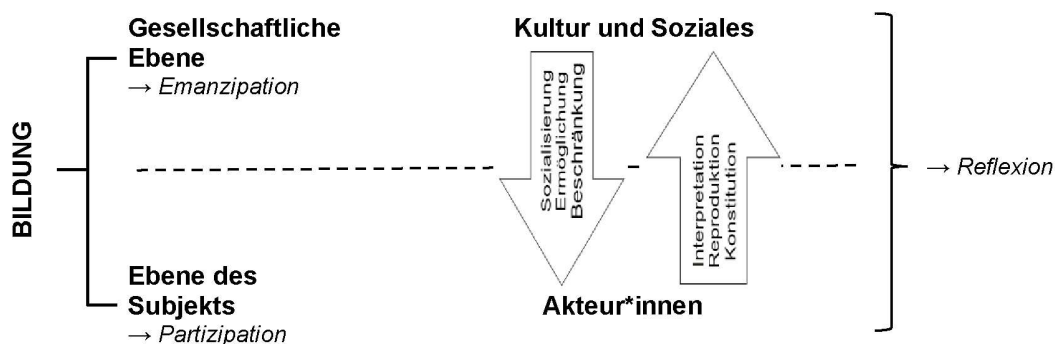 BILDUNG
Gesellschaftliche
Ebene
→ Emanzipation
Ebene des
Subjekts
→ Partizipation
Kultur und Soziales
Sozialisierung
Ermöglichung
Beschränkung
Interpretation
Reproduktion
Konstitution
Akteur*innen
→ Reflexion